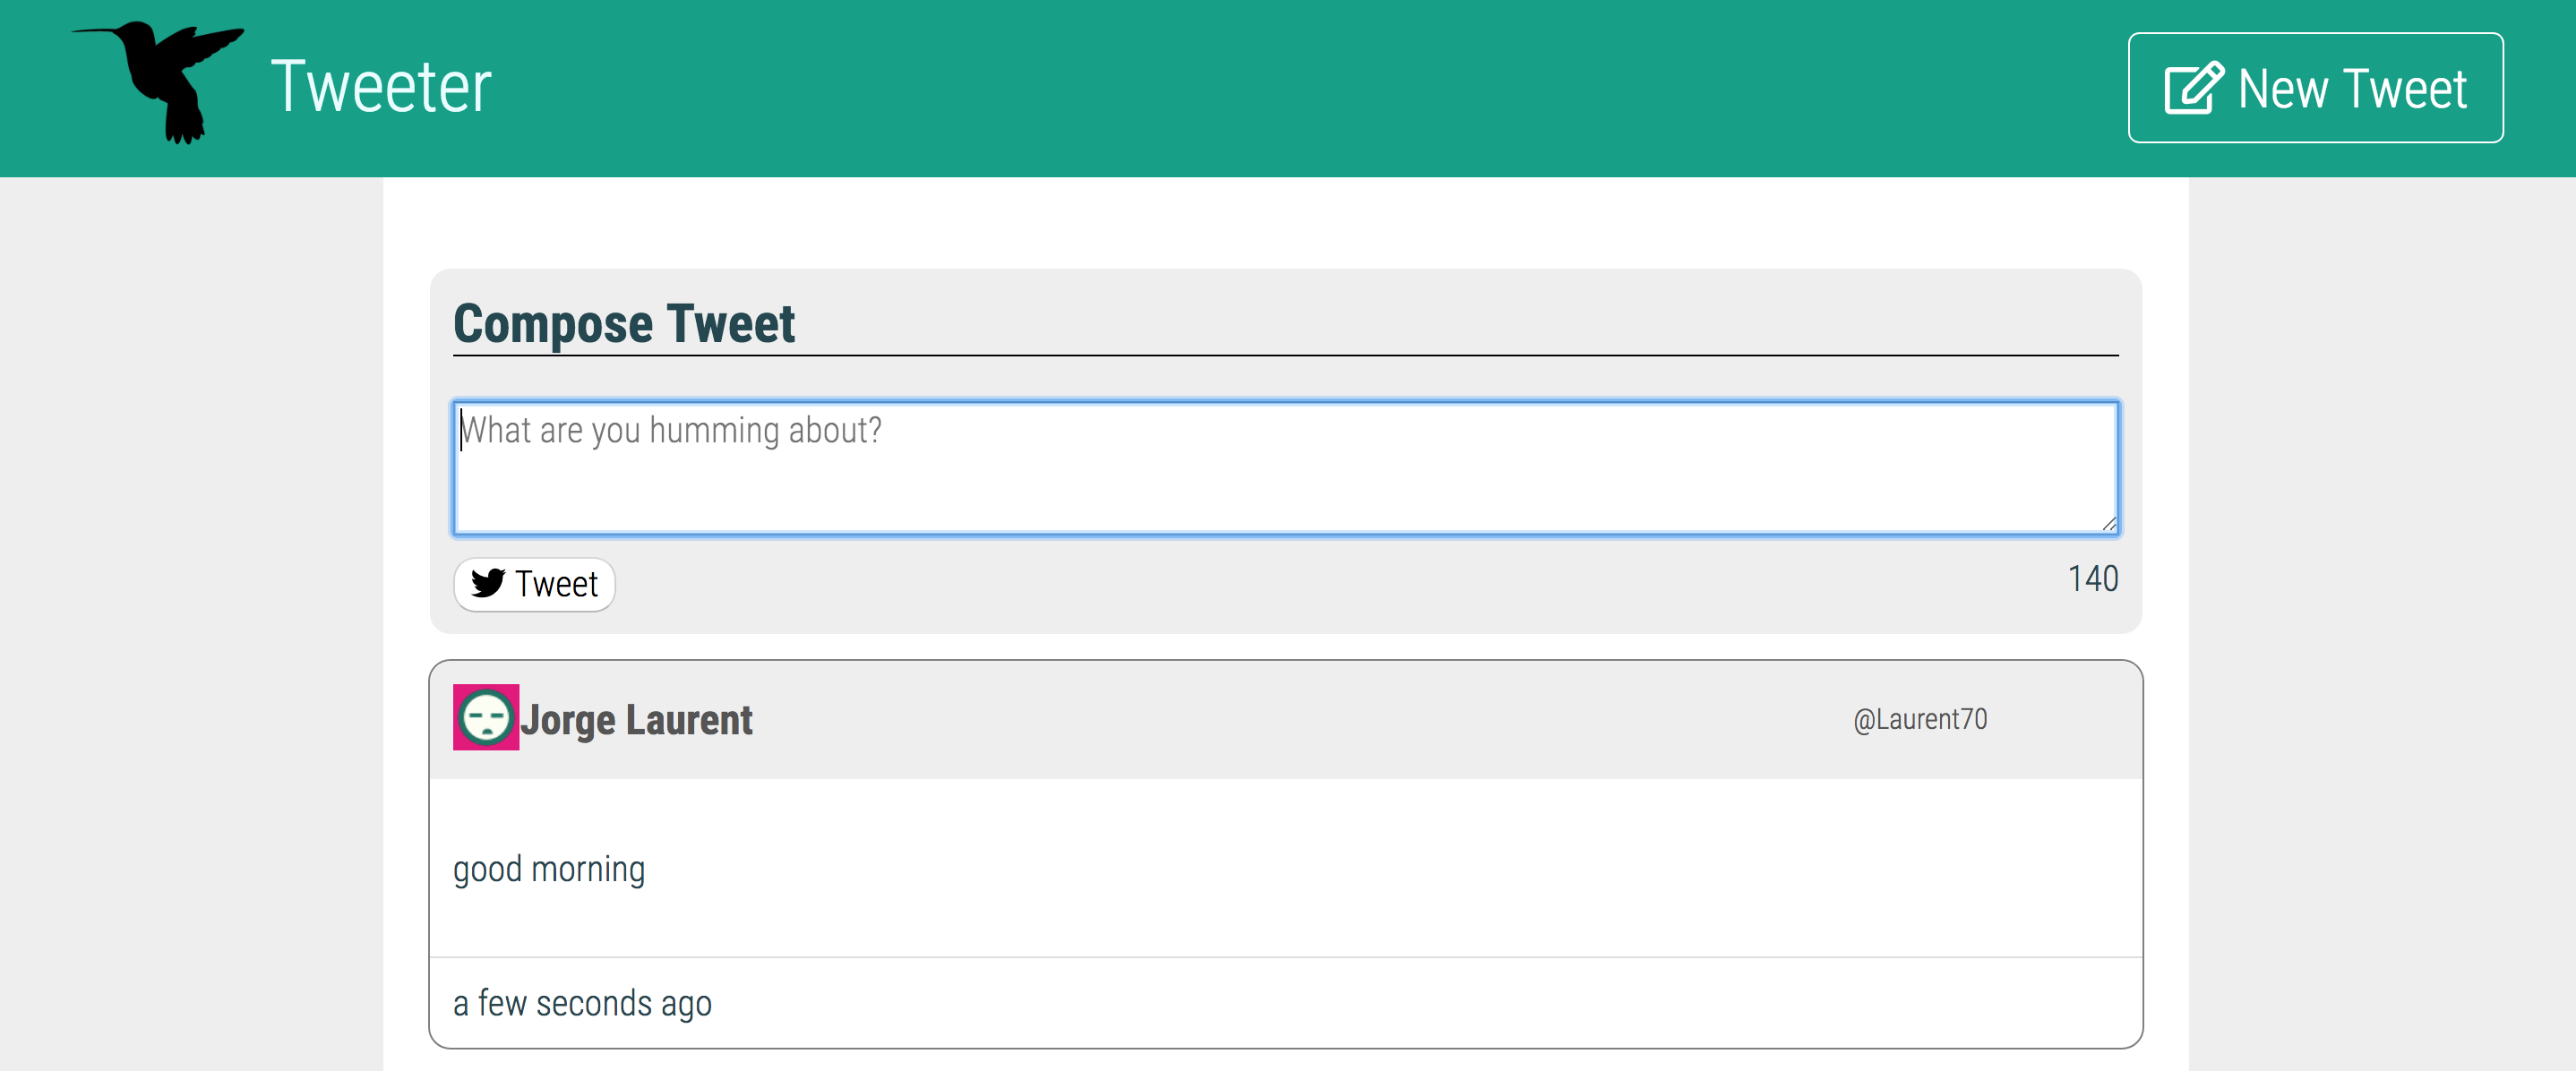 Tweeter
New Tweet
Compose Tweet
What are you humming about?
Tweet
140
Jorge Laurent
@Laurent70
good morning
a few seconds ago